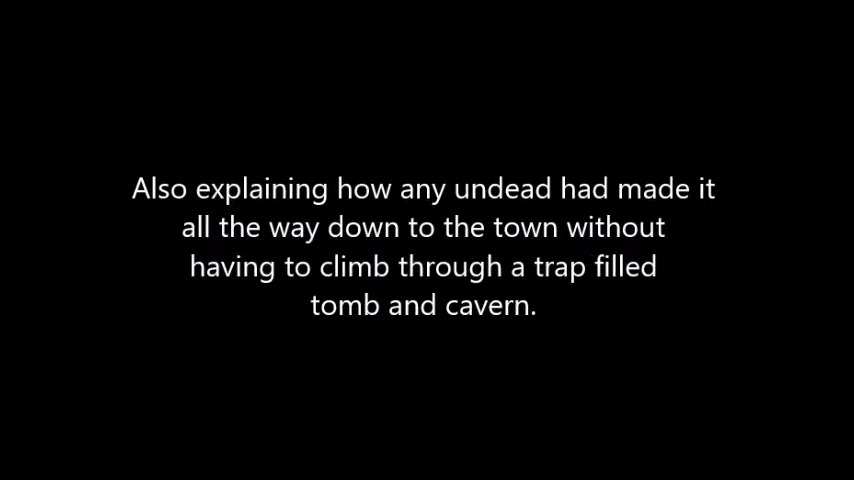 Also explaining how any undead had made it
all the way down to the town without
having to climb through a trap filled
tomb and cavern.